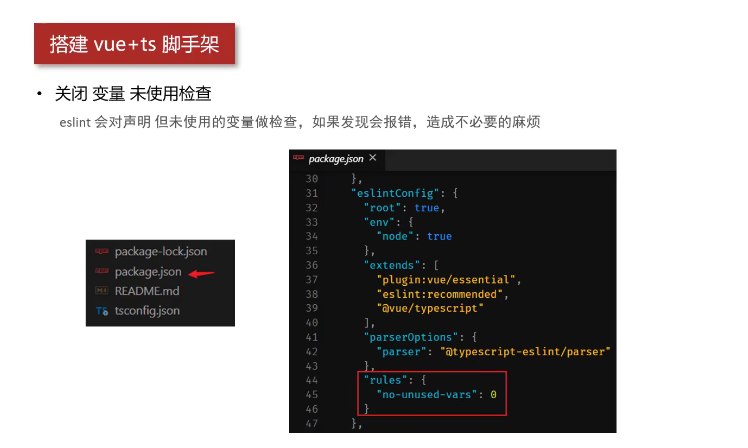 搭建 vue+ts 脚手架
• 关闭 变量 未使用检查
eslint 会对声明 但未使用的变量做检查，如果发现会报错，造成不必要的麻烦
package-lock.json
package.json
README.md
tsconfig.json
package.json ×
30 },
31 "eslintConfig": {
32 "root": true,
33 "env": {
34 "node": true
35 },
36 "extends": [
37 "plugin:vue/essential",
38 "eslint:recommended",
39 "@vue/typescript"
40 ],
41 "parserOptions": {
42 "parser": "@typescript-eslint/parser"
43 },
44 "rules": {
45 "no-unused-vars": 0
46 }
47 },